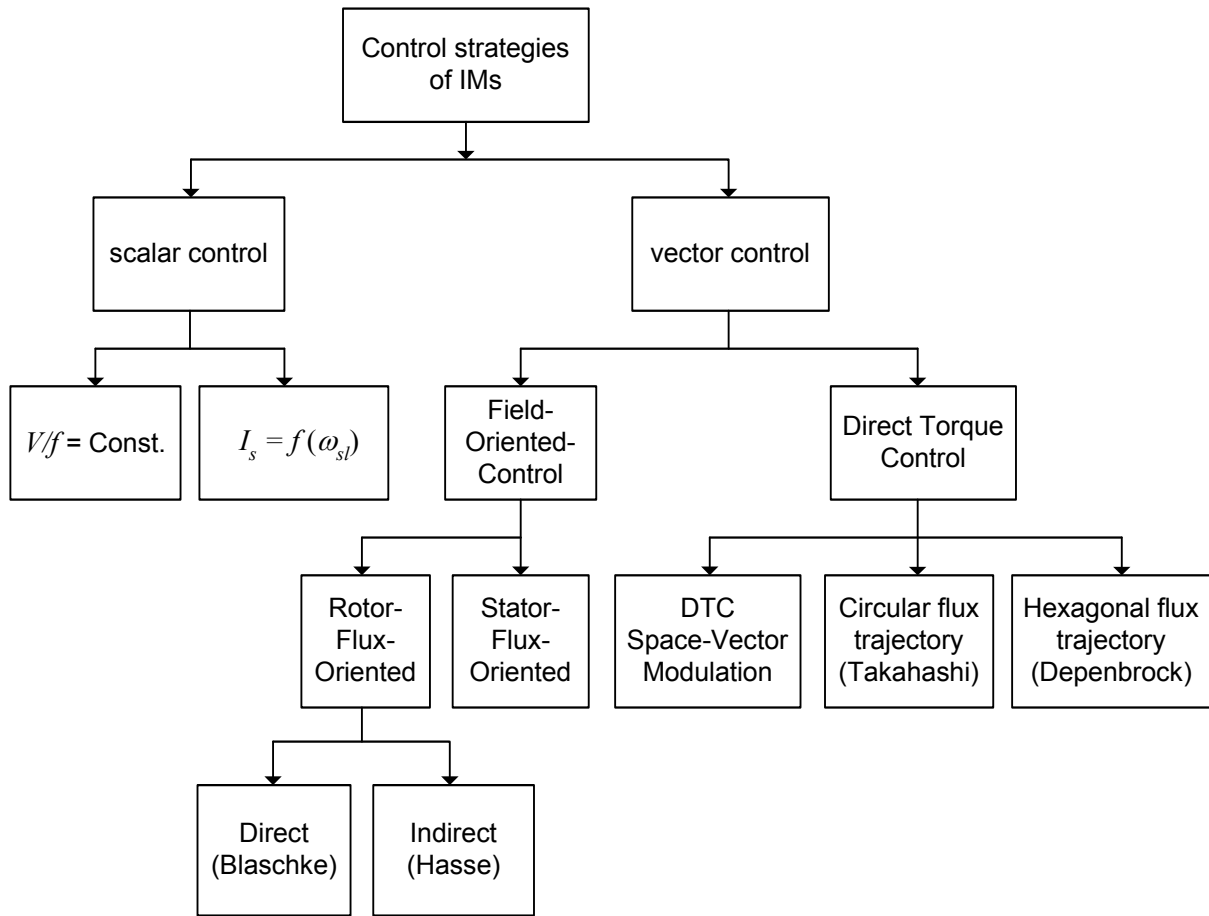 Control strategies
of IMs
scalar control
vector control
V/f = Const.
I_s = f(ω_sl)
Field-
Oriented-
Control
Direct Torque
Control
Rotor-
Flux-
Oriented
Stator-
Flux-
Oriented
DTC
Space-Vector
Modulation
Circular flux
trajectory
(Takahashi)
Hexagonal flux
trajectory
(Depenbrock)
Direct
(Blaschke)
Indirect
(Hasse)